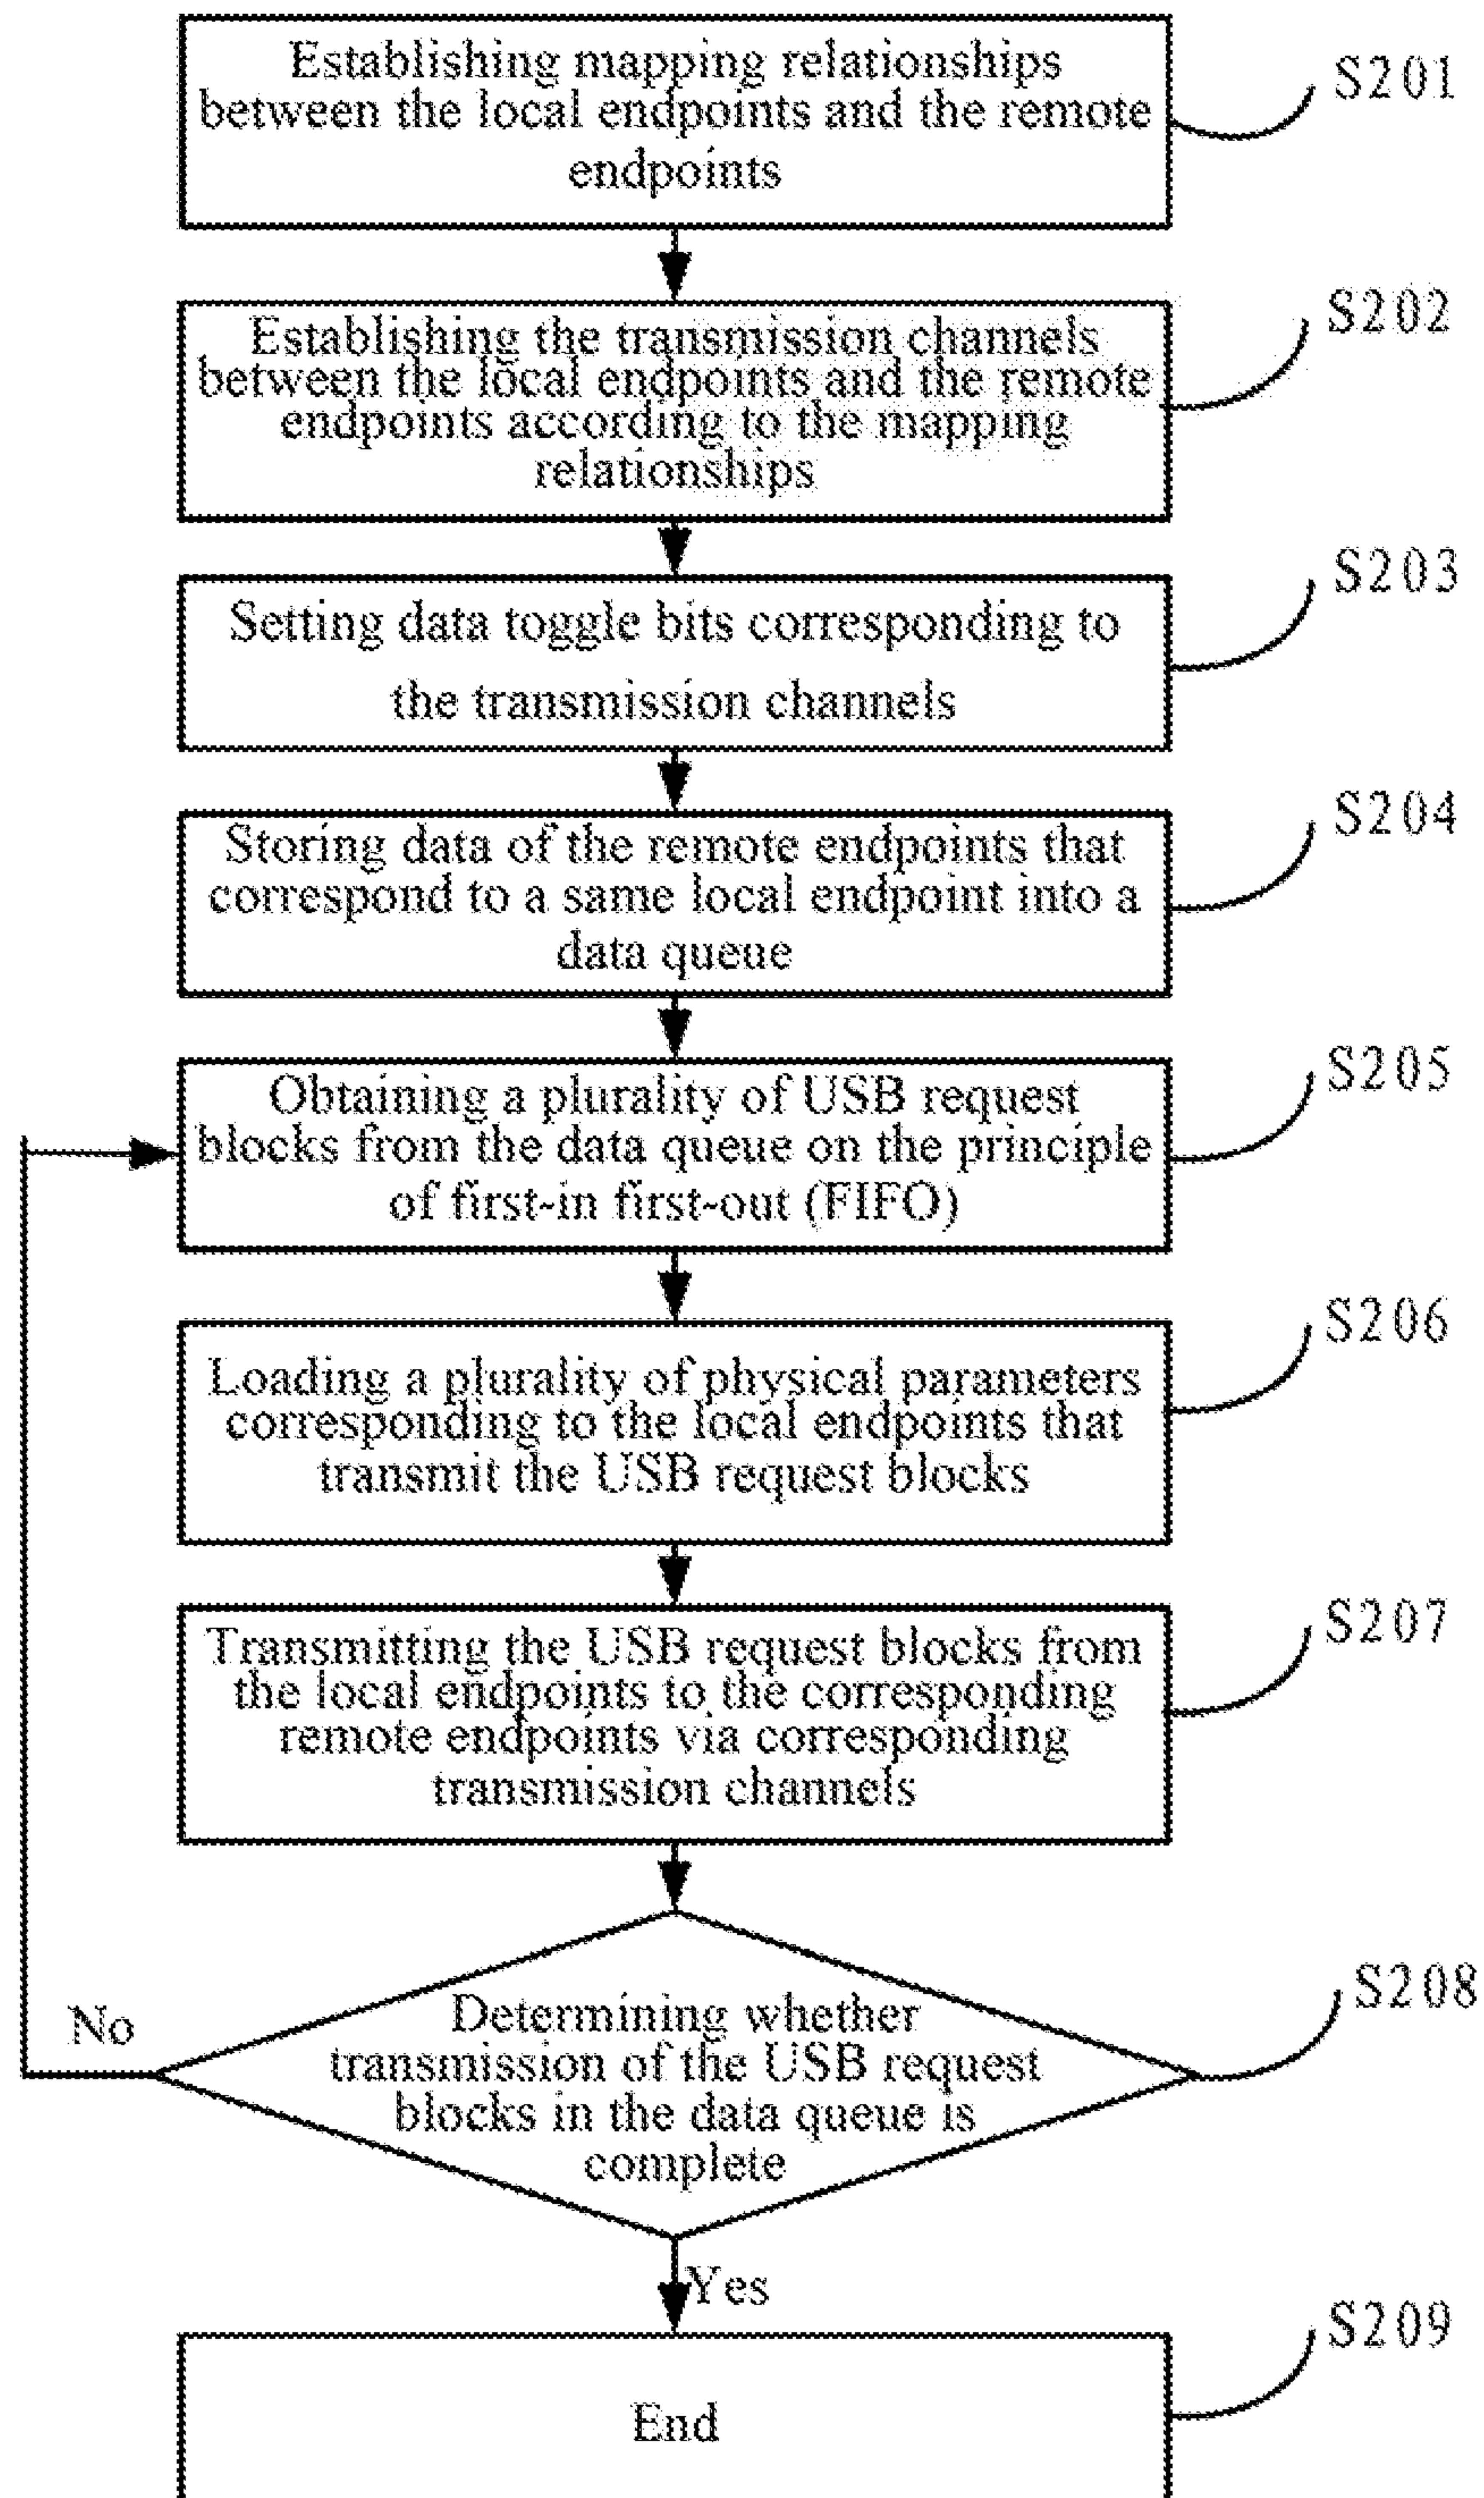 Establishing mapping relationships
between the local endpoints and the remote
endpoints
S201
Establishing the transmission channels
between the local endpoints and the remote
endpoints according to the mapping
relationships
S202
Setting data toggle bits corresponding to
the transmission channels
S203
Storing data of the remote endpoints that
correspond to a same local endpoint into a
data queue
S204
Obtaining a plurality of USB request
blocks from the data queue on the principle
of first-in first-out (FIFO)
S205
Loading a plurality of physical parameters
corresponding to the local endpoints that
transmit the USB request blocks
S206
Transmitting the USB request blocks from
the local endpoints to the corresponding
remote endpoints via corresponding
transmission channels
S207
Determining whether
transmission of the USB request
blocks in the data queue is
complete
S208
No
Yes
End
S209